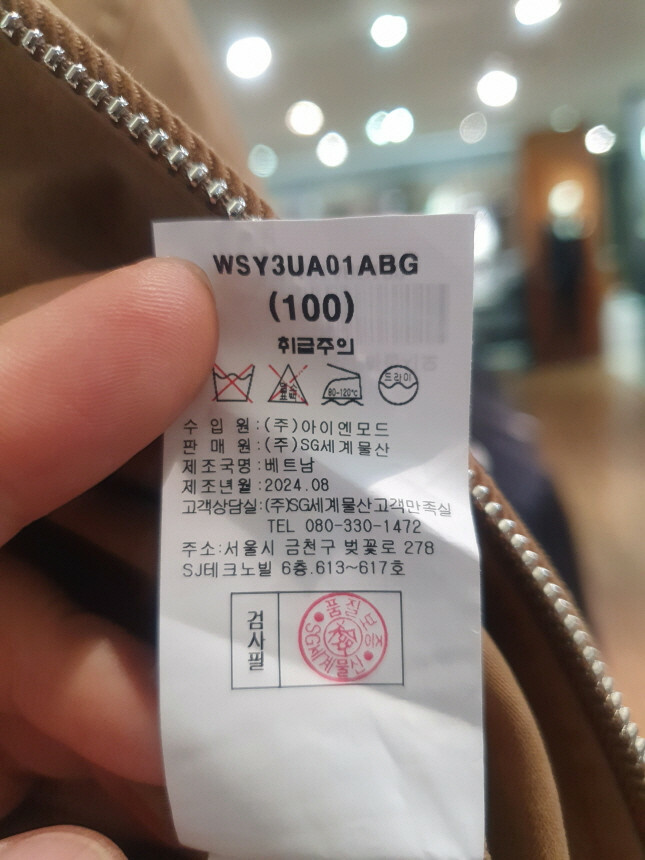 WSY3UA01ABG
(100)
취급주의
80-120℃
드라이
수 입 원:(주)아이엔모드
판 매 원:(주)SG세계물산
제조국명:베트남
제조년월:2024.08
고객상담실:(주)SG세계물산고객만족실
TEL 080-330-1472
주소:서울시 금천구 벚꽃로 278
SJ테크노빌 6층.613~617호
검사필
품질보증
SG세계물산